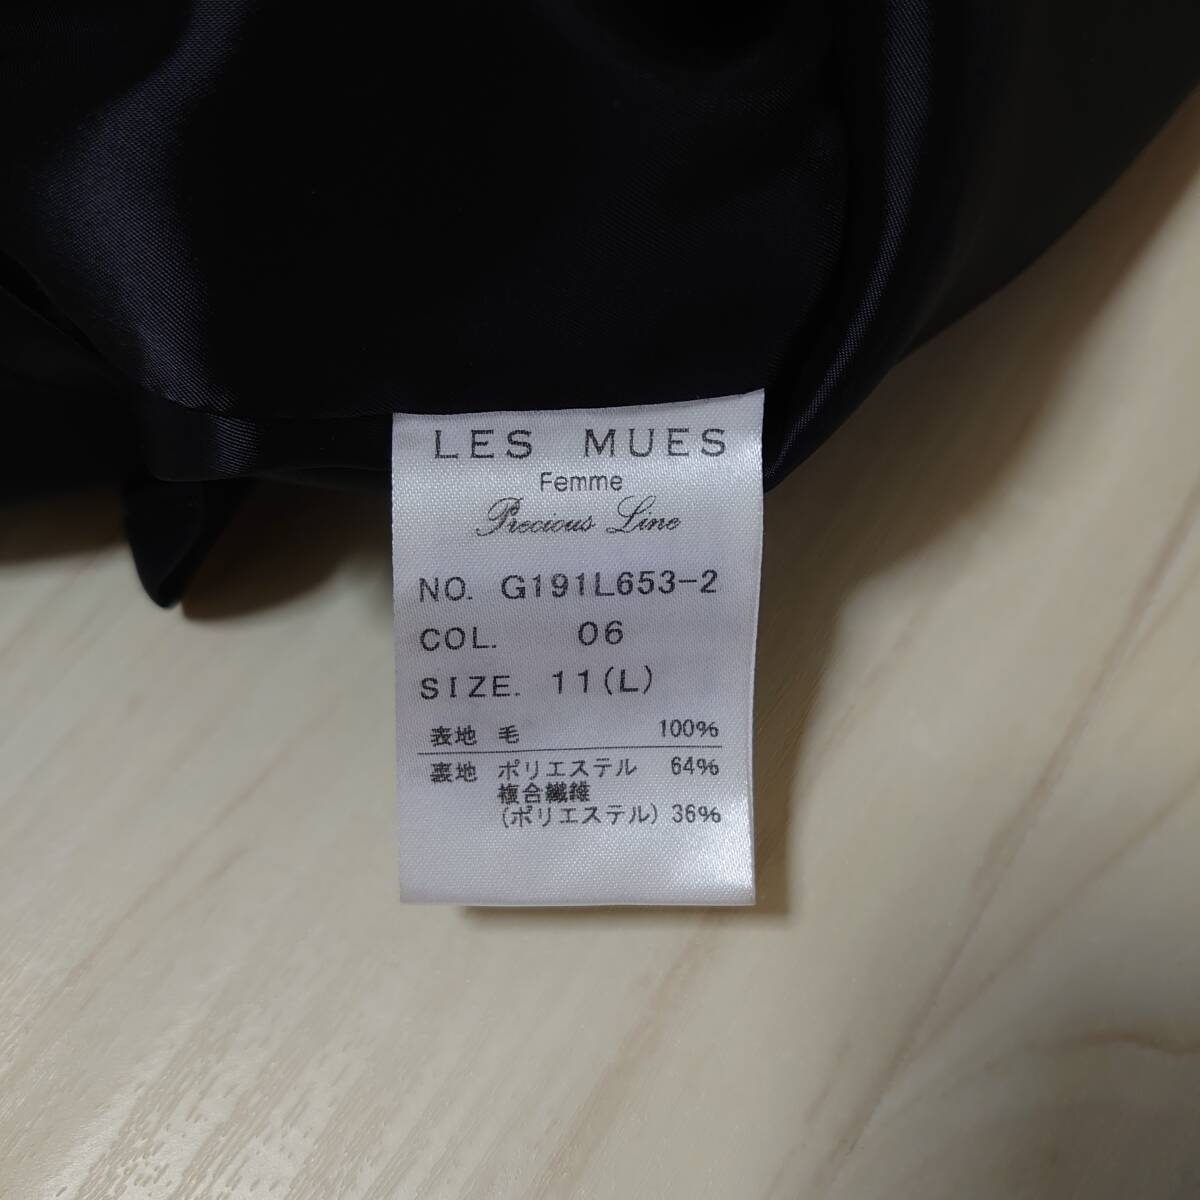 LES MUES
Femme
Precious Line
NO. G191L653-2
COL. 06
SIZE. 11(L)
表地 毛 100%
裏地 ポリエステル 64%
複合繊維
(ポリエステル) 36%